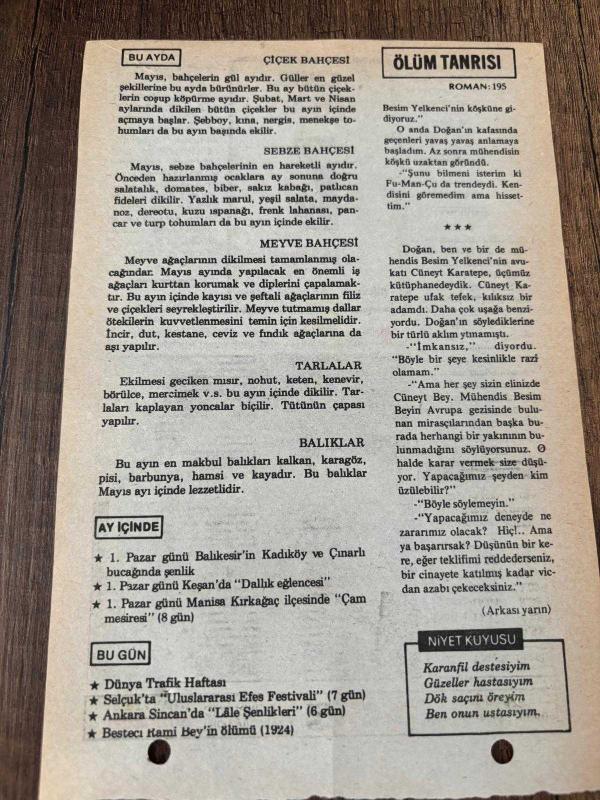 BU AYDA
ÇİÇEK BAHÇESİ
Mayıs, bahçelerin gül ayıdır. Güller en güzel
şekillerine bu ayda bürünürler. Bu ay bütün çiçek-
lerin coşup köpürme ayıdır. Şubat, Mart ve Nisan
aylarında dikilen bütün çiçekler bu ayın içinde
açmaya başlar. Şebboy, kına, nergis, menekşe to-
humları da bu ayın başında ekilir.
SEBZE BAHÇESİ
Mayıs, sebze bahçelerinin en hareketli ayıdır.
Önceden hazırlanmış ocaklara ay sonuna doğru
salatalık, domates, biber, sakız kabağı, patlıcan
fideleri dikilir. Yazlık marul, yeşil salata, mayda-
noz, dereotu, kuzu ıspanağı, frenk lahanası, pan-
car ve turp tohumları da bu ayın içinde ekilir.
MEYVE BAHÇESİ
Meyve ağaçlarının dikilmesi tamamlanmış ola-
cağından. Mayıs ayında yapılacak en önemli iş
ağaçları kurttan korumak ve diplerini çapalamak-
tır. Bu ayın içinde kayısı ve şeftali ağaçlarının filiz
ve çiçekleri seyrekleştirilir. Meyve tutmamış dallar
ötekilerin kuvvetlenmesini temin için kesilmelidir.
İncir, dut, kestane, ceviz ve fındık ağaçlarına da
aşı yapılır.
TARLALAR
Ekilmesi geciken mısır, nohut, keten, kenevir,
börülce, mercimek v.s. bu ayın içinde dikilir. Tar-
laları kaplayan yoncalar biçilir. Tütünün çapası
yapılır.
BALIKLAR
Bu ayın en makbul balıkları kalkan, karagöz,
pisi, barbunya, hamsi ve kayadır. Bu balıklar
Mayıs ayı içinde lezzetlidir.
AY İÇİNDE
★ 1. Pazar günü Balıkesir'in Kadıköy ve Çınarlı
bucağında şenlik
★ 1. Pazar günü Keşan'da "Dallık eğlencesi"
★ 1. Pazar günü Manisa Kırkağaç ilçesinde "Çam
mesiresi" (8 gün)
BU GÜN
★ Dünya Trafik Haftası
★ Selçuk'ta "Uluslararası Efes Festivali" (7 gün)
★ Ankara Sincan'da "Lâle Şenlikleri" (6 gün)
★ Besteci Rami Bey'in ölümü (1924)
ÖLÜM TANRISI
ROMAN: 195
Besim Yelkenci'nin köşküne gi-
diyoruz."
O anda Doğan'ın kafasında
geçenleri yavaş yavaş anlamaya
başladım. Az sonra mühendisin
köşkü uzaktan göründü.
-"Şunu bilmeni isterim ki
Fu-Man-Çu da trendeydi. Ken-
disini göremedim ama hisset-
tim."
★★★
Doğan, ben ve bir de mü-
hendis Besim Yelkenci'nin avu-
katı Cüneyt Karatepe, üçümüz
kütüphanedeydik. Cüneyt Ka-
ratepe ufak tefek, kılıksız bir
adamdı. Daha çok uşağa benzi-
yordu. Doğan'ın söylediklerine
bir türlü aklım yatmamıştı.
-"İmkansız,".... diyordu.
"Böyle bir şeye kesinlikle razı
olamam."
-"Ama her şey sizin elinizde
Cüneyt Bey. Mühendis Besim
Beyin Avrupa gezisinde bulu-
nan mirasçılarından başka bu-
rada herhangi bir yakınının bu-
lunmadığını söylüyorsunuz. O
halde karar vermek size düşü-
yor. Yapacağımız şeyden kim
üzülebilir?"
-"Böyle söylemeyin."
-"Yapacağımız deneyde ne
zararımız olacak? Hiç!.. Ama
ya başarırsak? Düşünün bir ke-
re, eğer teklifimi reddederseniz,
bir cinayete katılmış kadar vic-
dan azabı çekeceksiniz."
(Arkası yarın)
NİYET KUYUSU
Karanfil destesiyim
Güzeller hastasıyım
Dök saçını öreyim
Ben onun ustasıyım.